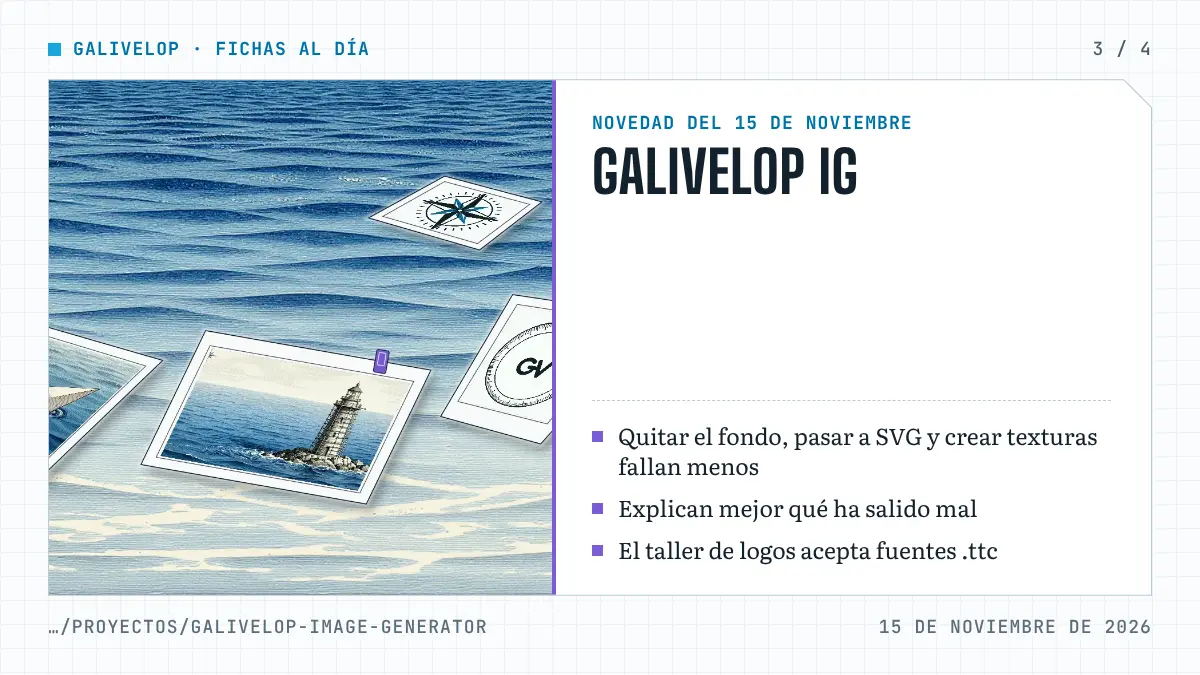 GALIVELOP · FICHAS AL DÍA
3 / 4
NOVEDAD DEL 15 DE NOVIEMBRE
GALIVELOP IG
GV
Quitar el fondo, pasar a SVG y crear texturas
fallan menos
Explican mejor qué ha salido mal
El taller de logos acepta fuentes .ttc
…/PROYECTOS/GALIVELOP-IMAGE-GENERATOR
15 DE NOVIEMBRE DE 2026